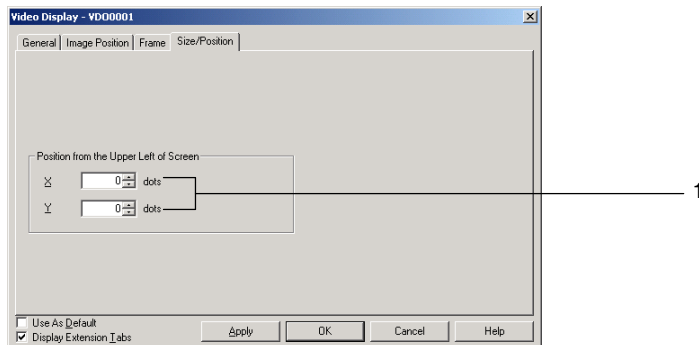 Video Display - VDO0001
General Image Position Frame Size/Position
Position from the Upper Left of Screen
X 0 dots
Y 0 dots
1
Use As Default
Display Extension Tabs
Apply OK Cancel Help